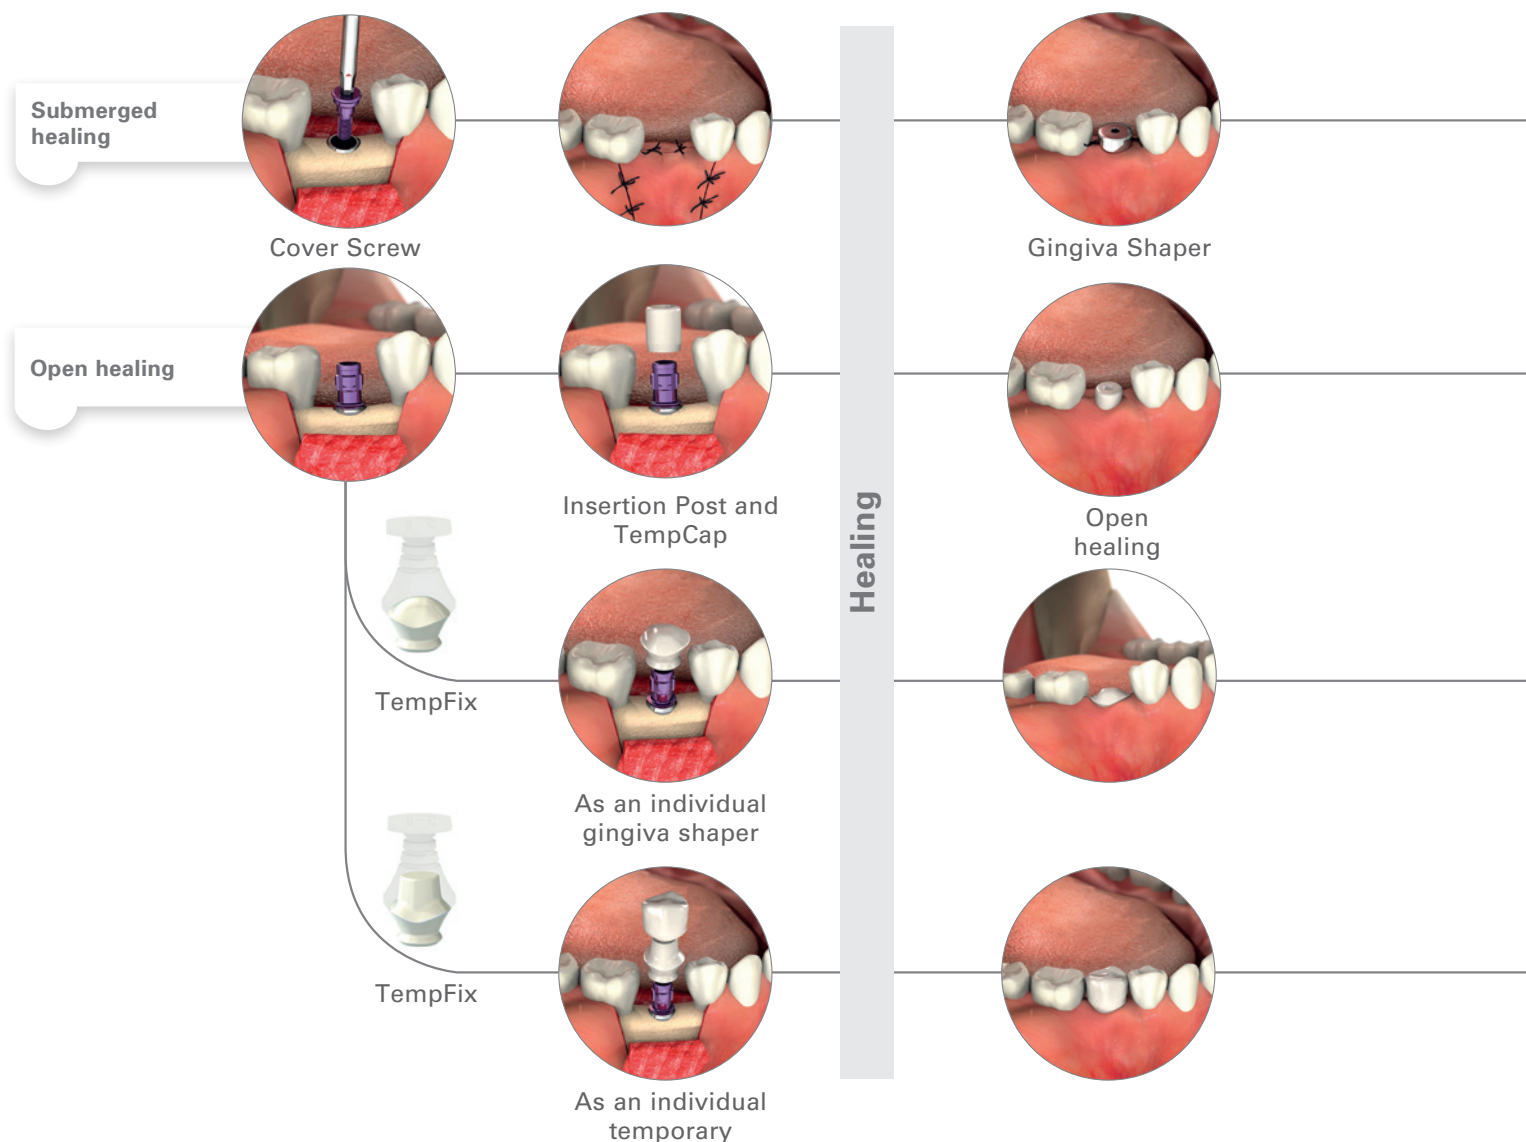 Submerged
healing
Cover Screw
Gingiva Shaper
Open healing
Insertion Post and
TempCap
Healing
Open
healing
TempFix
As an individual
gingiva shaper
TempFix
As an individual
temporary